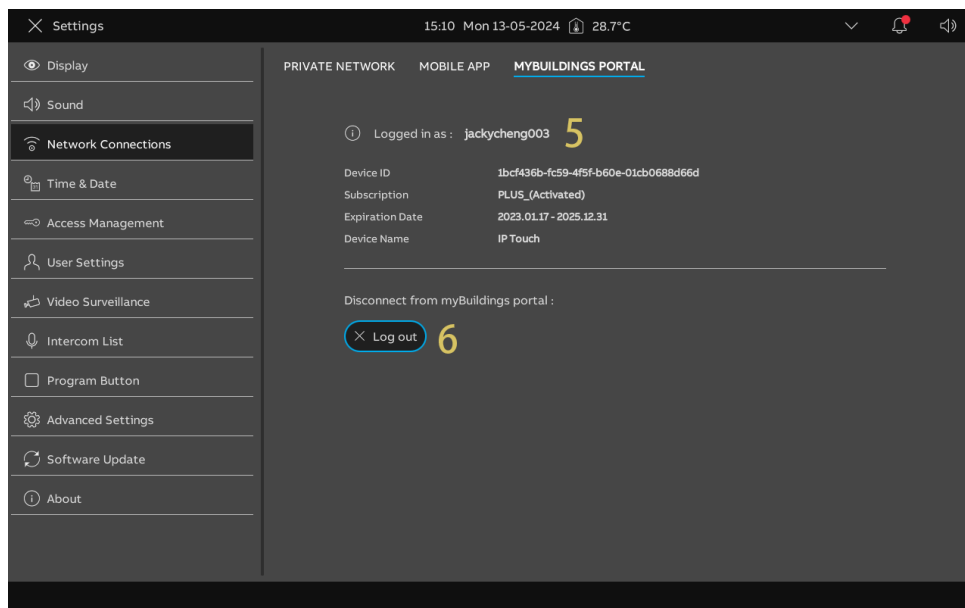 Settings
15:10 Mon 13-05-2024 28.7°C
Display
Sound
Network Connections
Time & Date
Access Management
User Settings
Video Surveillance
Intercom List
Program Button
Advanced Settings
Software Update
About
PRIVATE NETWORK MOBILE APP MYBUILDINGS PORTAL
Logged in as : jackycheng003 5
Device ID 1bcf436b-fc59-4f5f-b60e-01cb0688d66d
Subscription PLUS_(Activated)
Expiration Date 2023.01.17 - 2025.12.31
Device Name IP Touch
Disconnect from myBuildings portal :
Log out 6